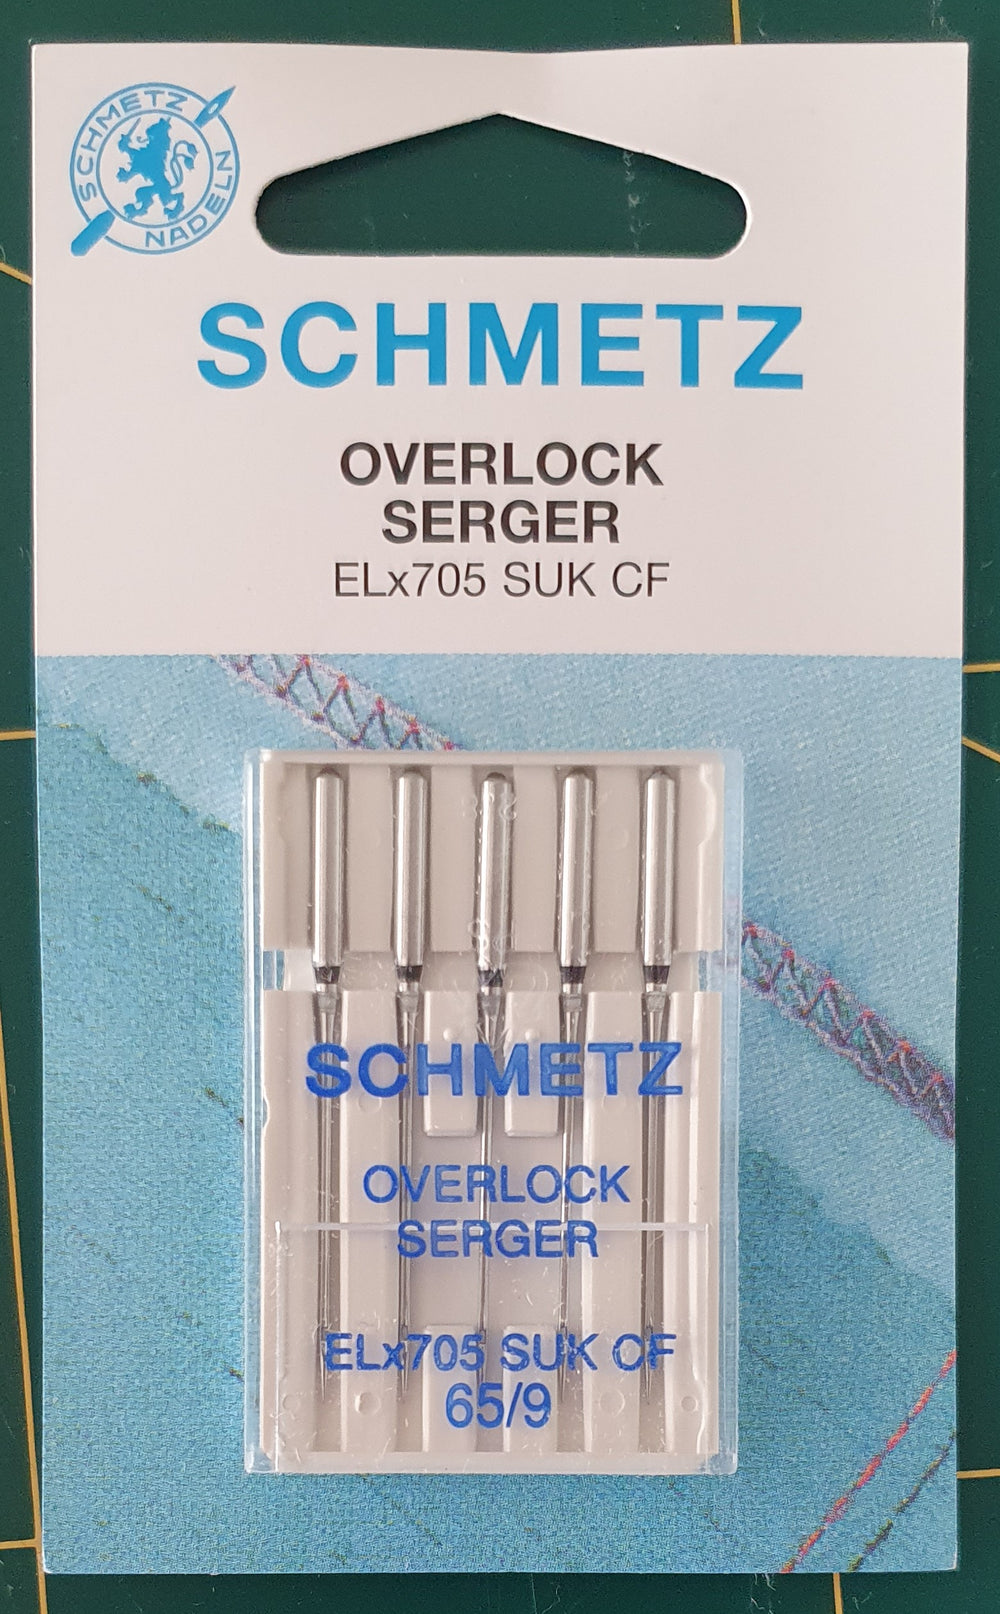 SCHMETZ
NADELN
SCHMETZ
OVERLOCK
SERGER
ELx705 SUK CF
SCHMETZ
OVERLOCK
SERGER
ELx705 SUK CF
65/9